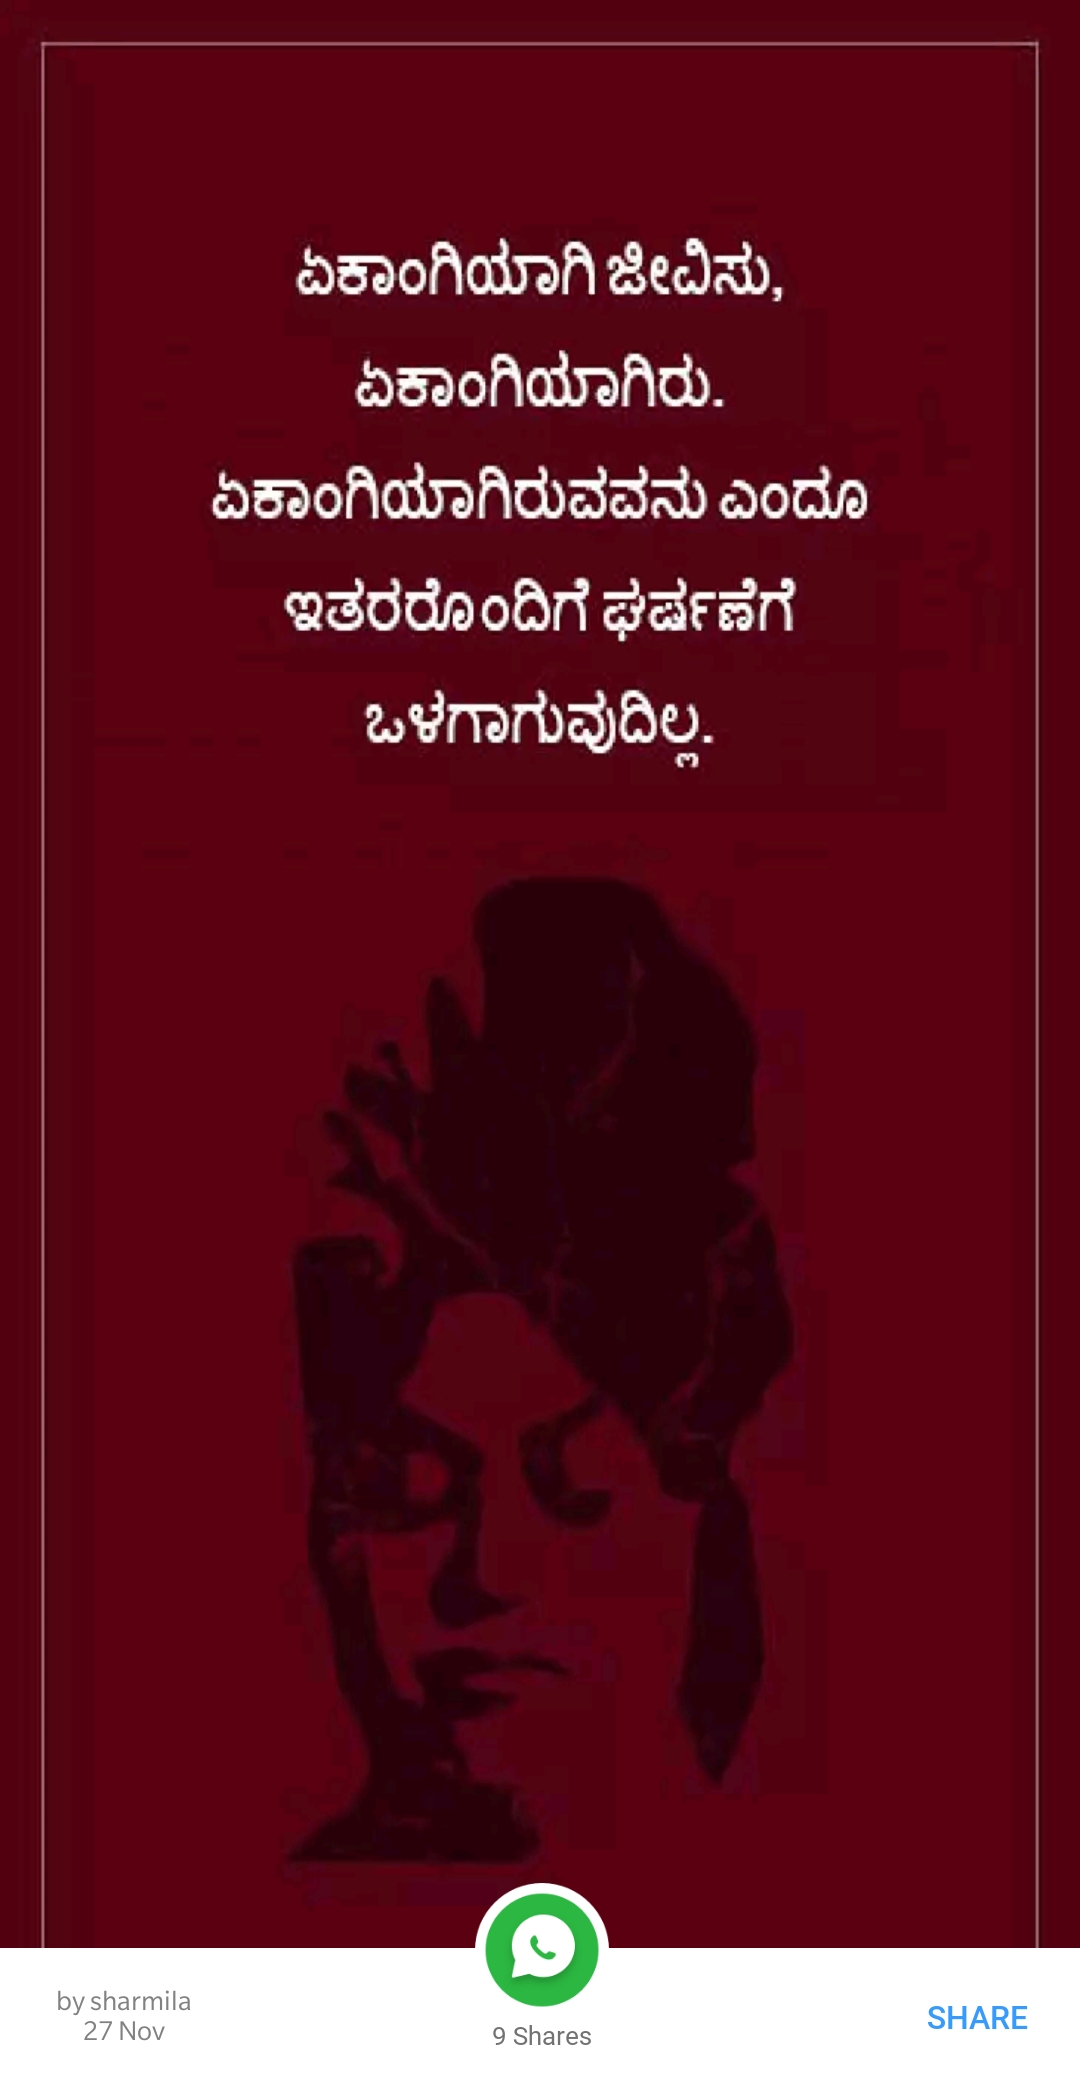 ಏಕಾಂಗಿಯಾಗಿ ಜೀವಿಸು,
ಏಕಾಂಗಿಯಾಗಿರು.
ಏಕಾಂಗಿಯಾಗಿರುವವನು ಎಂದೂ
ಇತರರೊಂದಿಗೆ ಘರ್ಷಣೆಗೆ
ಒಳಗಾಗುವುದಿಲ್ಲ.
by sharmila
27 Nov
9 Shares
SHARE